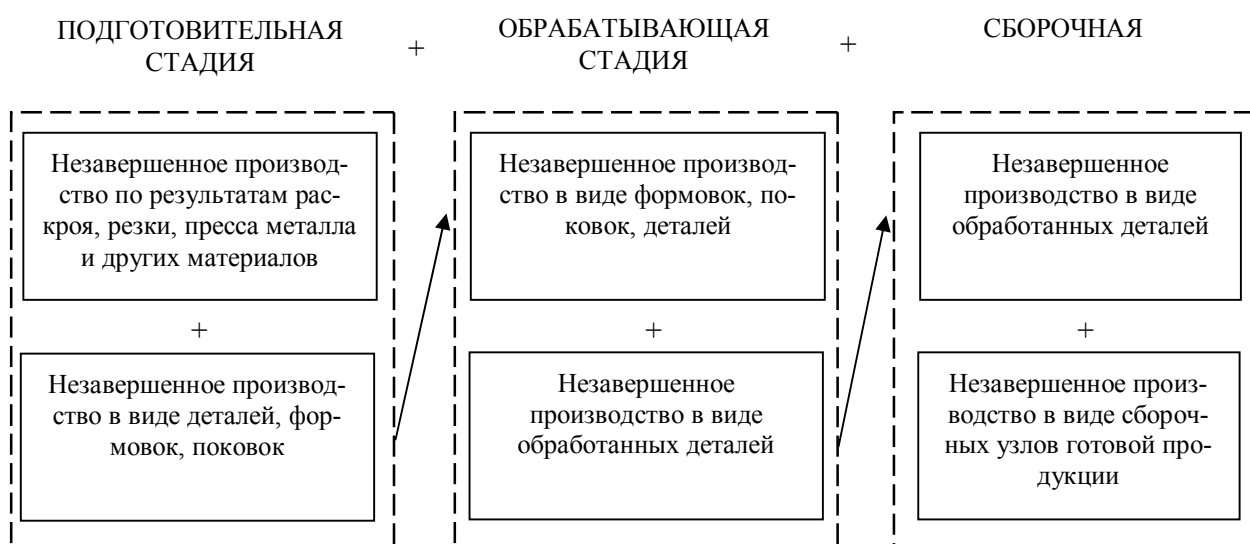 ПОДГОТОВИТЕЛЬНАЯ
СТАДИЯ
+
ОБРАБАТЫВАЮЩАЯ
СТАДИЯ
+
СБОРОЧНАЯ
Незавершенное производ-
ство по результатам рас-
кроя, резки, пресса металла
и других материалов
+
Незавершенное производ-
ство в виде деталей, фор-
мовок, поковок
Незавершенное производ-
ство в виде формовок, по-
ковок, деталей
+
Незавершенное
производство в виде
обработанных деталей
Незавершенное
производство в виде
обработанных деталей
+
Незавершенное произ-
водство в виде сбороч-
ных узлов готовой про-
дукции